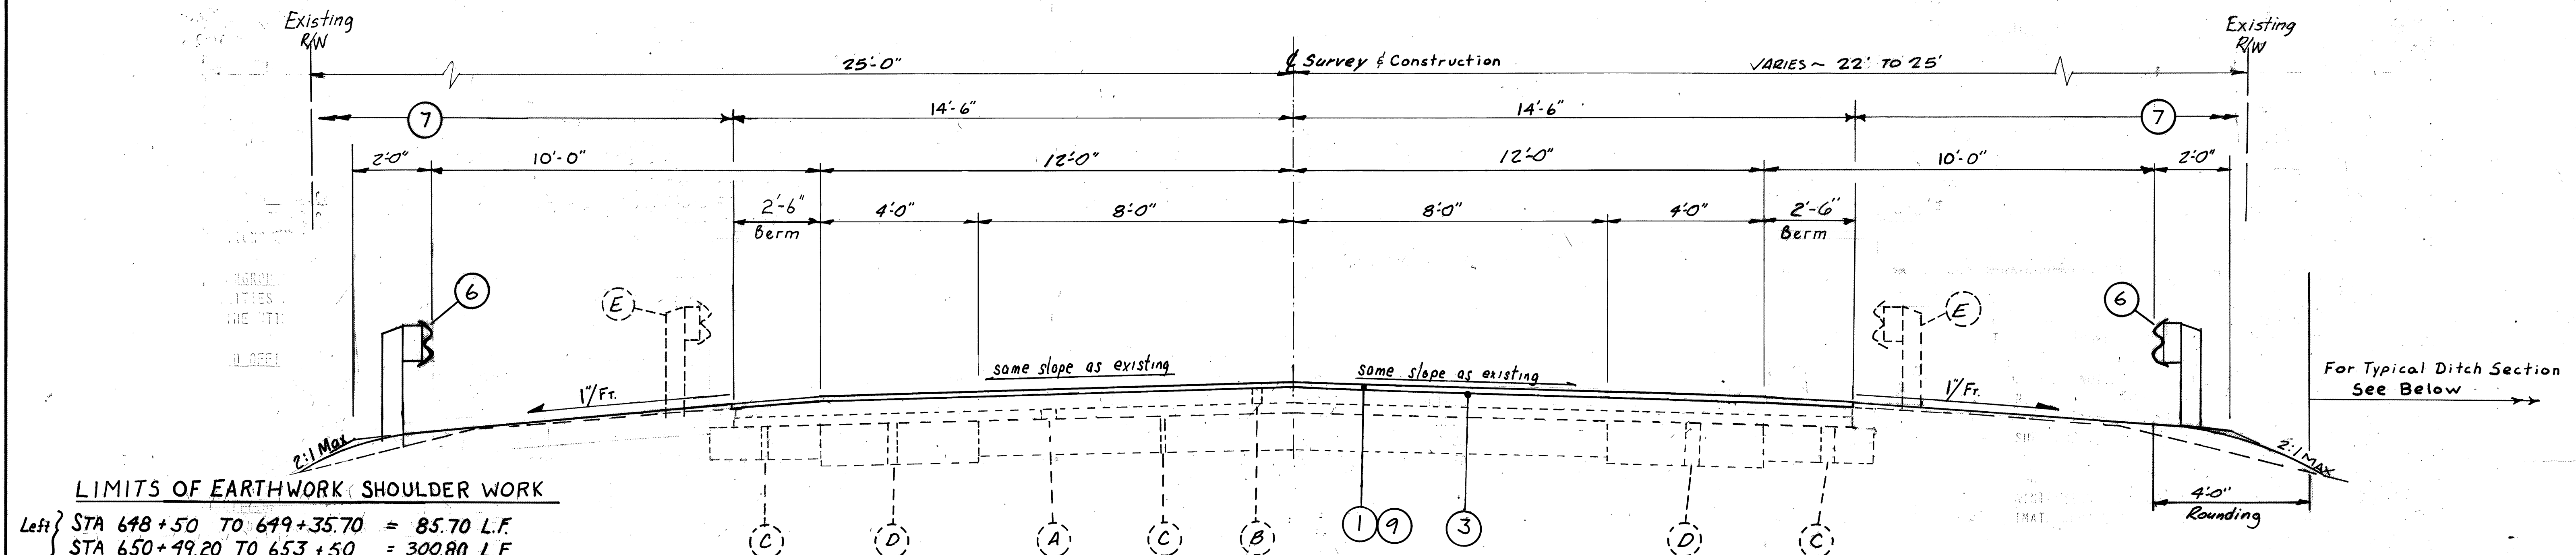 Existing
R/W
Existing
R/W
25'-0"
℄ Survey & Construction
VARIES ~ 22' TO 25'
7
14'-6"
14'-6"
7
2'-0"
10'-0"
12'-0"
12'-0"
10'-0"
2'-0"
2'-6"
Berm
4'-0"
8'-0"
8'-0"
4'-0"
2'-6"
Berm
6
E
E
6
same slope as existing
same slope as existing
For Typical Ditch Section
See Below
1"/Ft.
1"/Ft.
2:1 Max
2:1 MAX
4'-0"
Rounding
LIMITS OF EARTHWORK SHOULDER WORK
Left } STA 648+50 TO 649+35.70 = 85.70 L.F.
STA 650+49.20 TO 653+50 = 300.80 L.F.
C
D
A
C
B
1
9
3
D
C